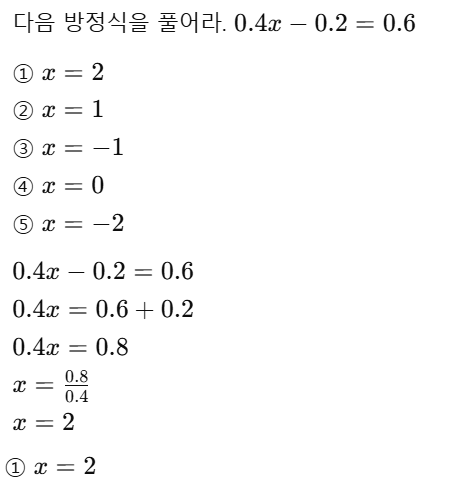 다음 방정식을 풀어라. 0.4x − 0.2 = 0.6
① x = 2
② x = 1
③ x = −1
④ x = 0
⑤ x = −2
0.4x − 0.2 = 0.6
0.4x = 0.6 + 0.2
0.4x = 0.8
x = 0.8/0.4
x = 2
① x = 2